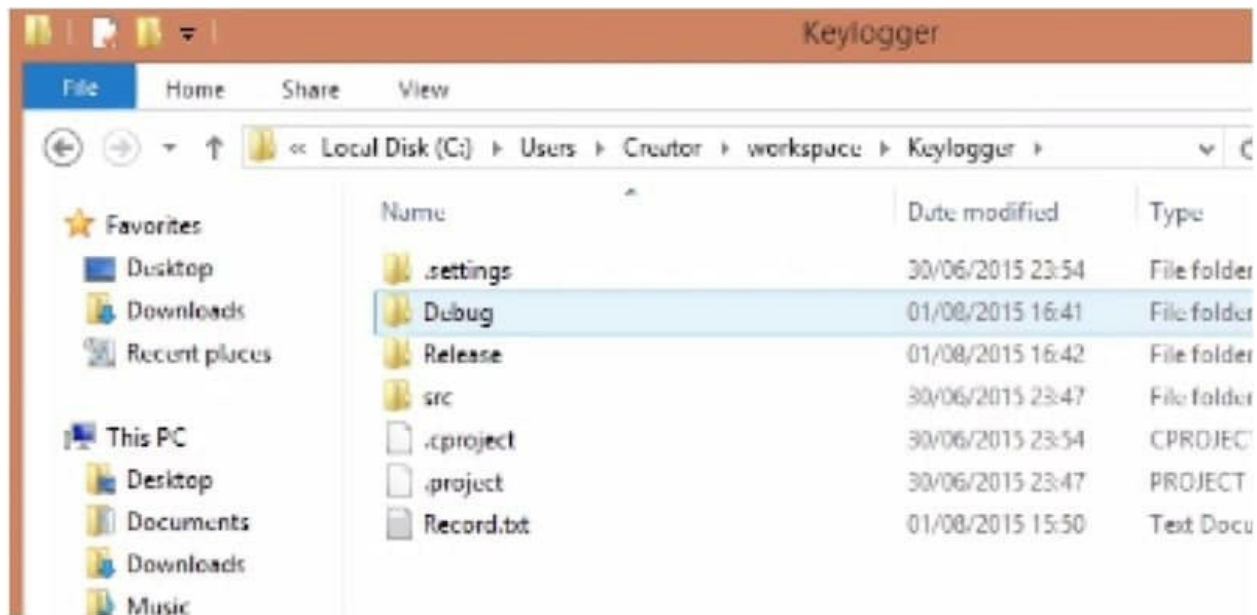 Keylogger
File Home Share View
« Local Disk (C:) Users Creator workspace Keylogger
Name Date modified Type
Favorites
Desktop
Downloads
Recent places
This PC
Desktop
Documents
Downloads
Music
.settings 30/06/2015 23:54 File folder
Debug 01/08/2015 16:41 File folder
Release 01/08/2015 16:42 File folder
src 30/06/2015 23:47 File folder
.cproject 30/06/2015 23:54 CPROJEC
.project 30/06/2015 23:47 PROJECT
Record.txt 01/08/2015 15:50 Text Docu